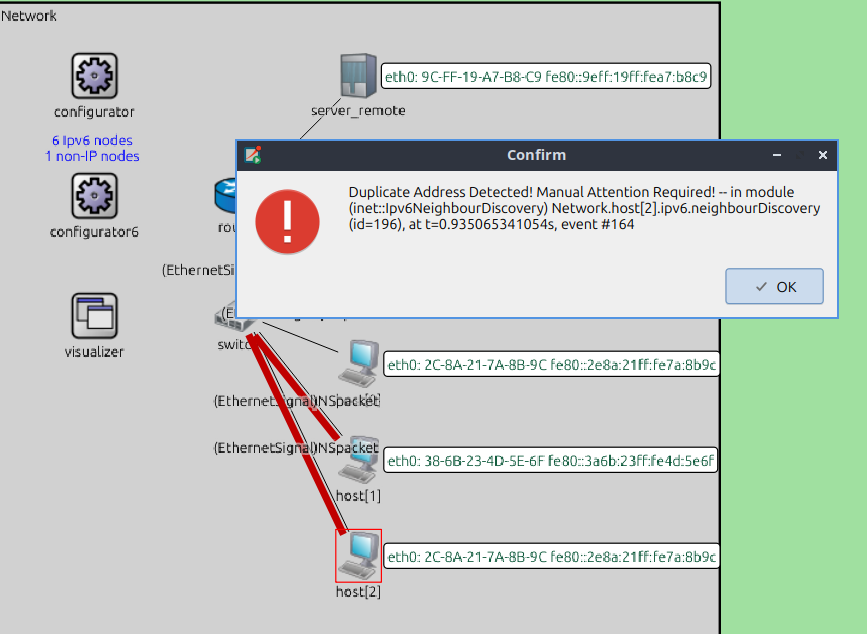 Network
eth0: 9C-FF-19-A7-B8-C9 fe80::9eff:19ff:fea7:b8c9
configurator
server_remote
6 Ipv6 nodes
1 non-IP nodes
Confirm
Duplicate Address Detected! Manual Attention Required! -- in module
(inet::Ipv6NeighbourDiscovery) Network.host[2].ipv6.neighbourDiscovery
(id=196), at t=0.935065341054s, event #164
OK
configurator6
rou
(EthernetSi
(E
switc
visualizer
eth0: 2C-8A-21-7A-8B-9C fe80::2e8a:21ff:fe7a:8b9c
(EthernetSignal)NSpacket
(EthernetSignal)NSpacket
eth0: 38-6B-23-4D-5E-6F fe80::3a6b:23ff:fe4d:5e6f
host[1]
eth0: 2C-8A-21-7A-8B-9C fe80::2e8a:21ff:fe7a:8b9c
host[2]